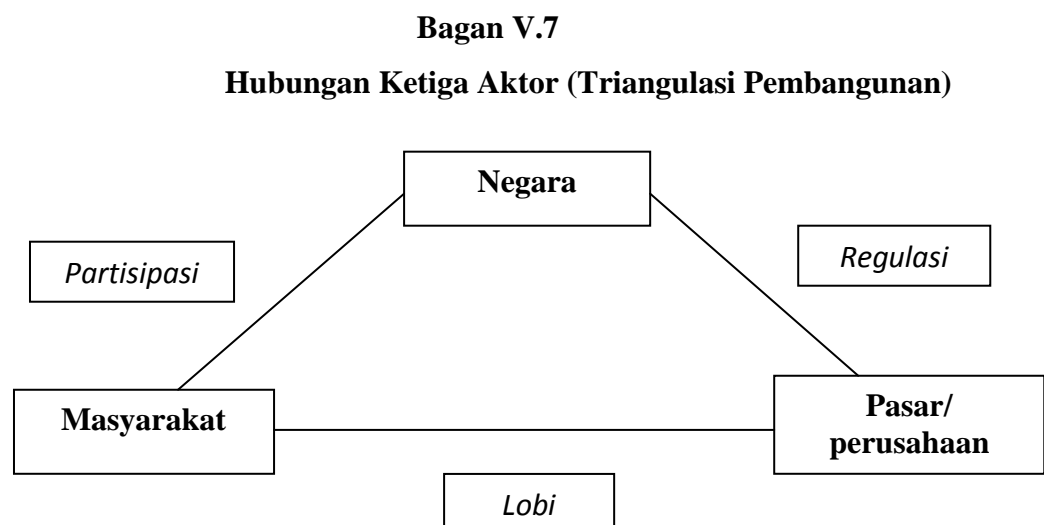 Bagan V.7
Hubungan Ketiga Aktor (Triangulasi Pembangunan)
Negara
Partisipasi
Regulasi
Masyarakat
Pasar/
perusahaan
Lobi